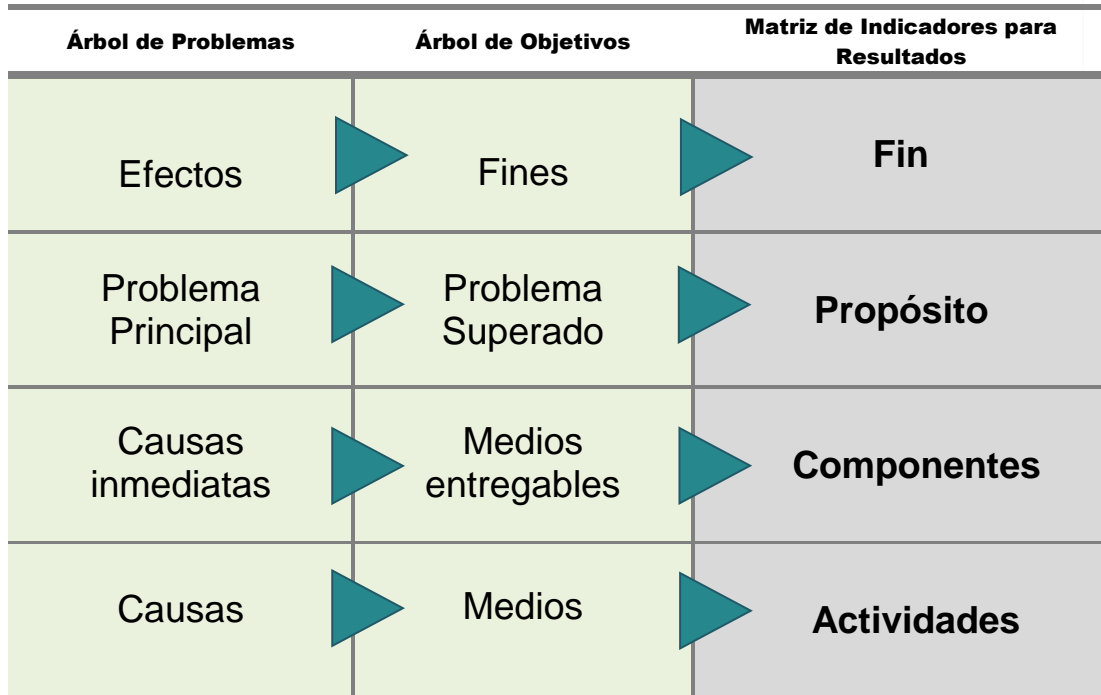 Árbol de Problemas
Árbol de Objetivos
Matriz de Indicadores para
Resultados
Efectos
Fines
Fin
Problema
Principal
Problema
Superado
Propósito
Causas
inmediatas
Medios
entregables
Componentes
Causas
Medios
Actividades